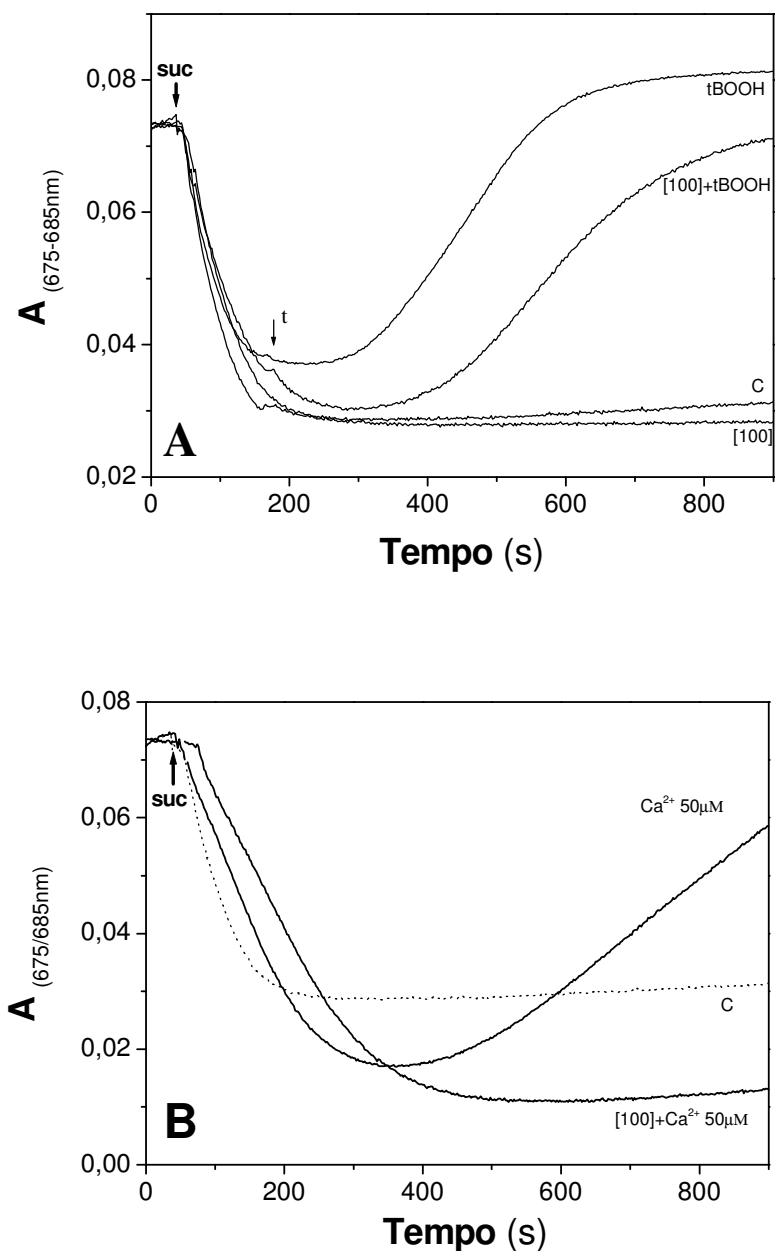 0,08
suc
tBOOH
[100]+tBOOH
0,06
A (675-685nm)
t
0,04
C
A
[100]
0,02
0 200 400 600 800
Tempo (s)
0,08
suc
Ca²⁺ 50μM
0,06
A (675/685nm)
0,04
C
0,02
B
[100]+Ca²⁺ 50μM
0,00
0 200 400 600 800
Tempo (s)